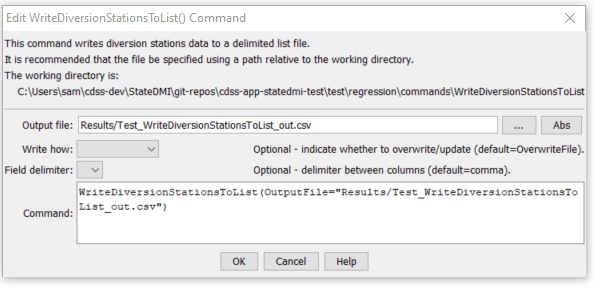 Edit WriteDiversionStationsToList() Command
This command writes diversion stations data to a delimited list file.
It is recommended that the file be specified using a path relative to the working directory.
The working directory is:
C:\Users\sam\cdss-dev\StateDMI\git-repos\cdss-app-statedmi-test\test\regression\commands\WriteDiversionStationsToList
Output file: Results/Test_WriteDiversionStationsToList_out.csv ... Abs
Write how: Optional - indicate whether to overwrite/update (default=OverwriteFile).
Field delimiter: Optional - delimiter between columns (default=comma).
Command: WriteDiversionStationsToList(OutputFile="Results/Test_WriteDiversionStationsTo
List_out.csv")
OK Cancel Help